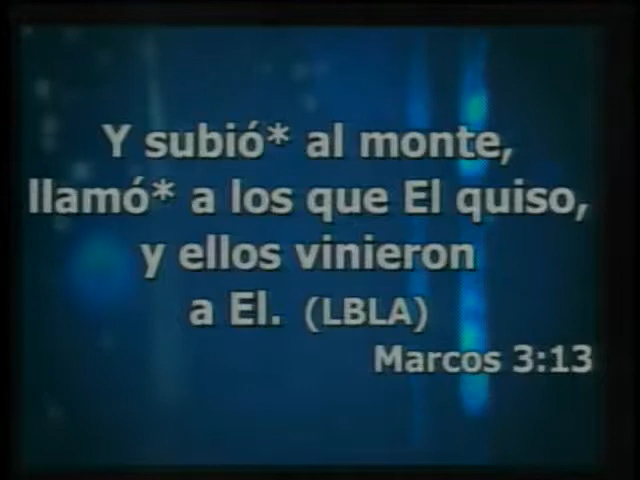 Y subió* al monte,
llamó* a los que El quiso,
y ellos vinieron
a El. (LBLA)
Marcos 3:13